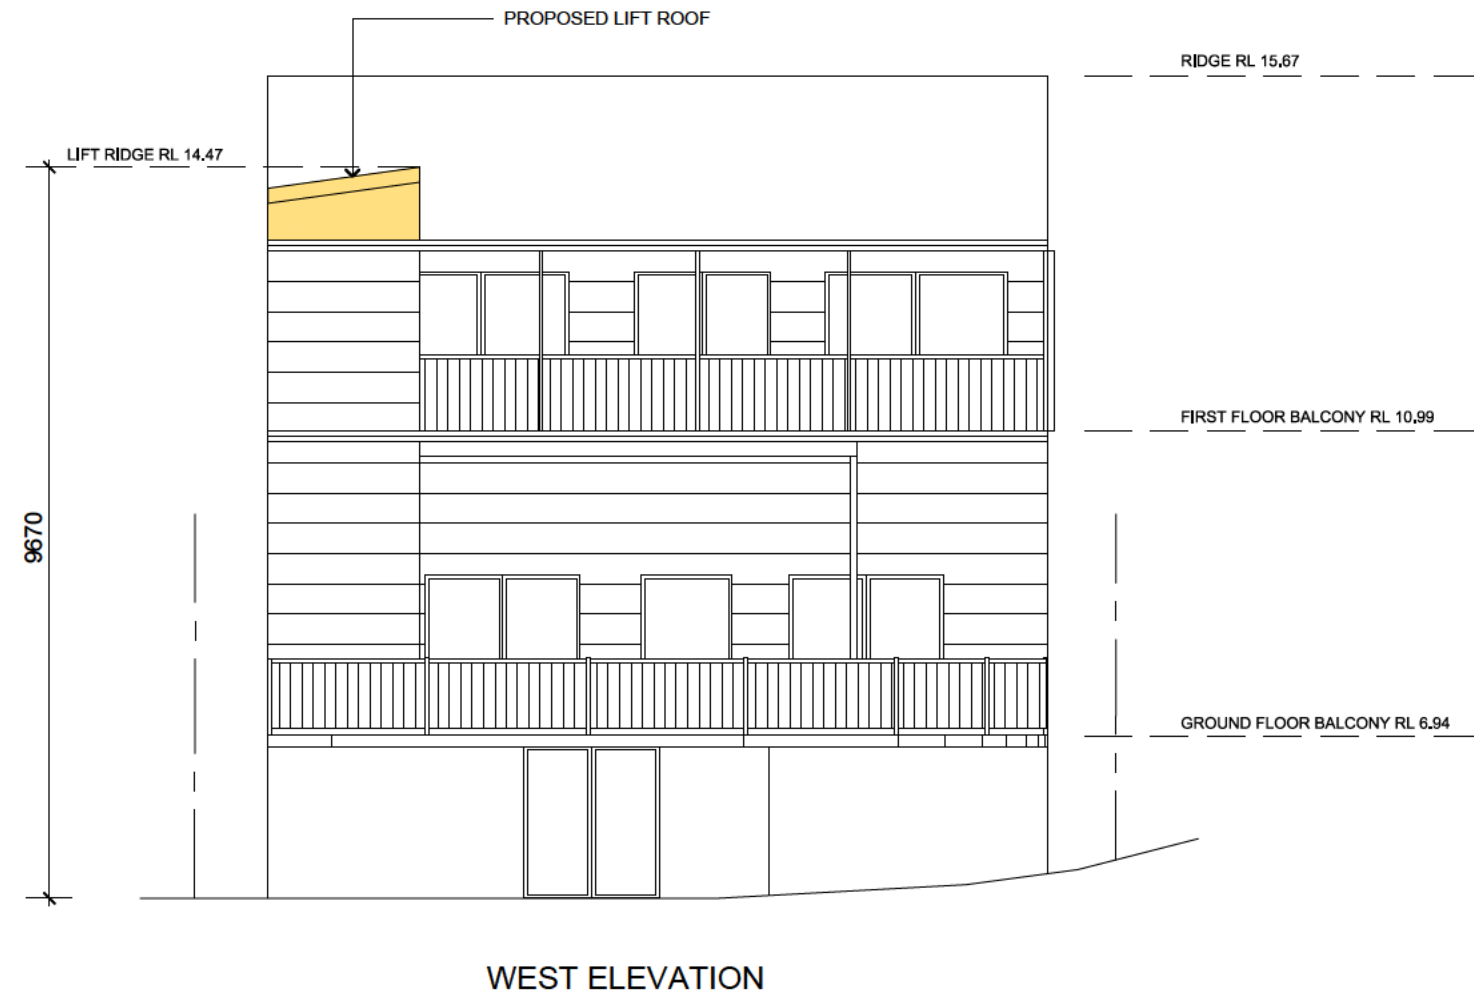 PROPOSED LIFT ROOF
RIDGE RL 15.67
LIFT RIDGE RL 14.47
FIRST FLOOR BALCONY RL 10.99
9670
GROUND FLOOR BALCONY RL 6.94
WEST ELEVATION